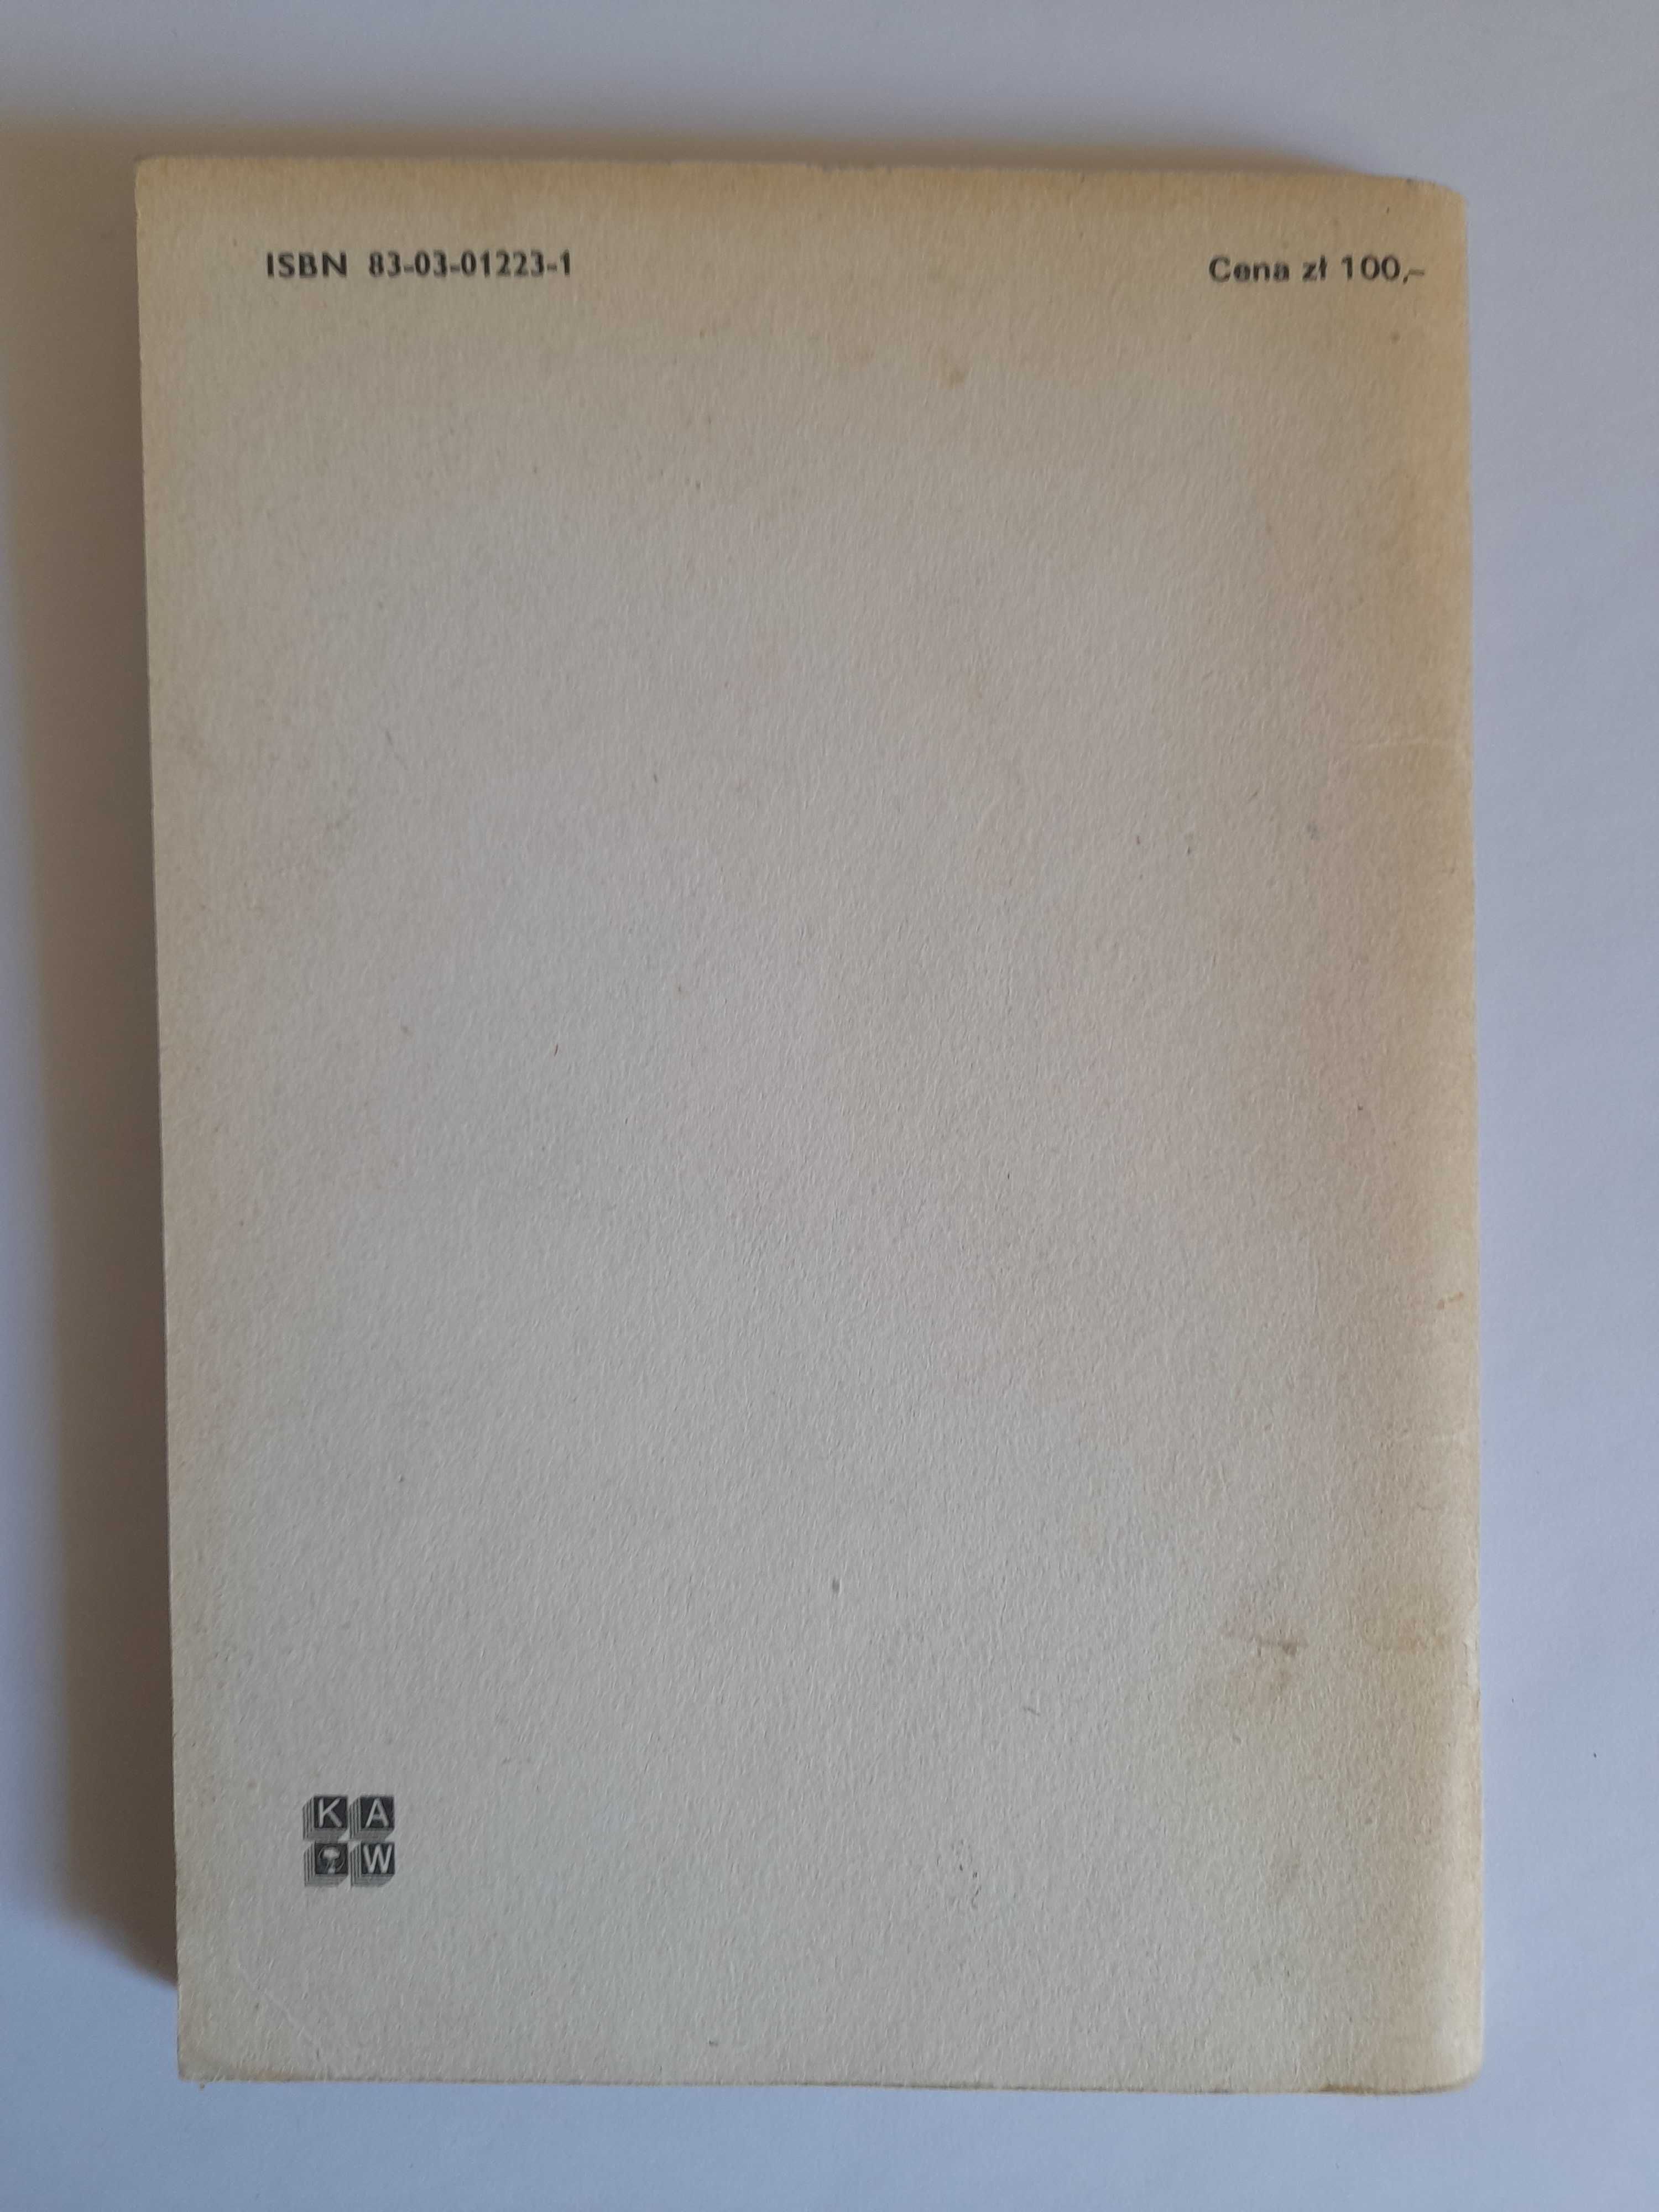 ISBN 83-03-01223-1
Cena zł 100,–
K A
W